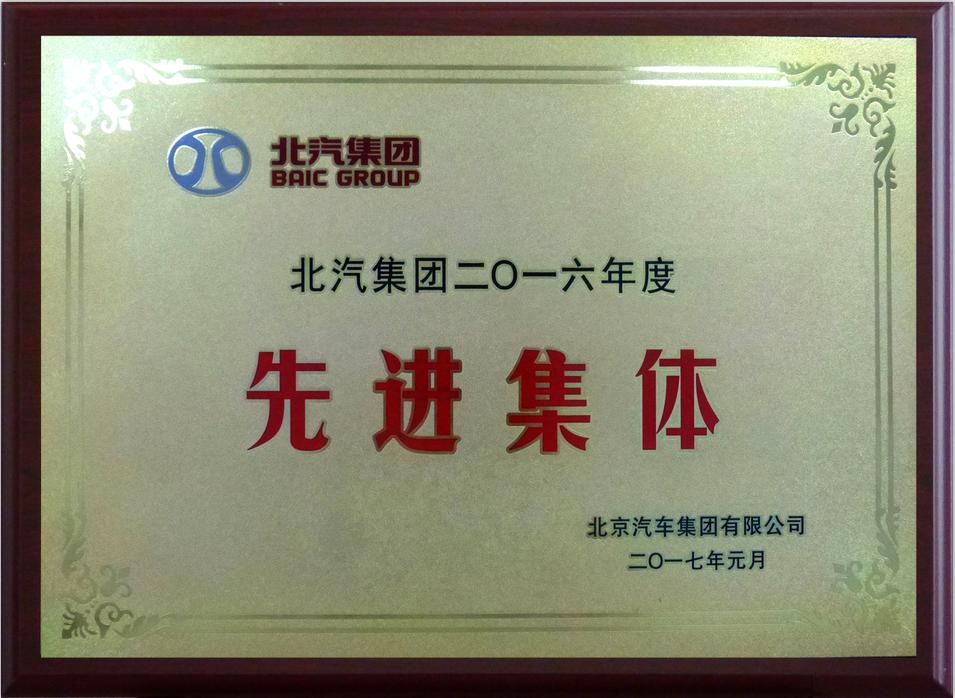 北汽集团
BAIC GROUP
北汽集团二〇一六年度
先进集体
北京汽车集团有限公司
二〇一七年元月